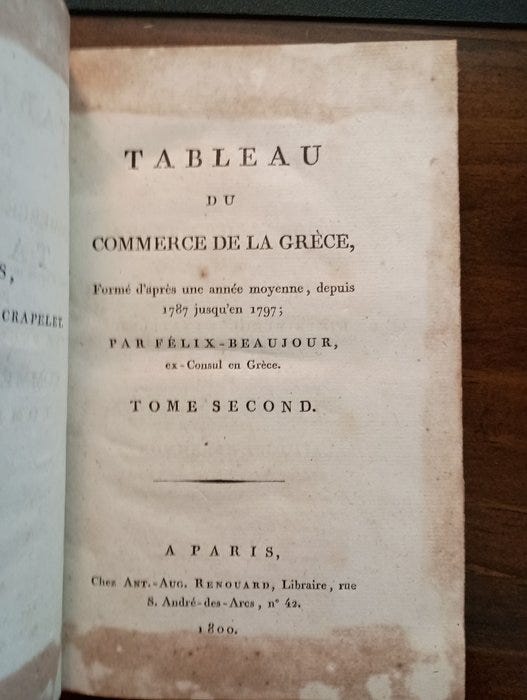 S,
CRAPELET.
TABLEAU
DU
COMMERCE DE LA GRÈCE,
Formé d'après une année moyenne, depuis
1787 jusqu'en 1797;
PAR FÉLIX-BEAUJOUR,
ex-Consul en Grèce.
TOME SECOND.
A PARIS,
Chez ANT.-AUG. RENOUARD, Libraire, rue
S. André-des-Arcs, n° 42.
1800.